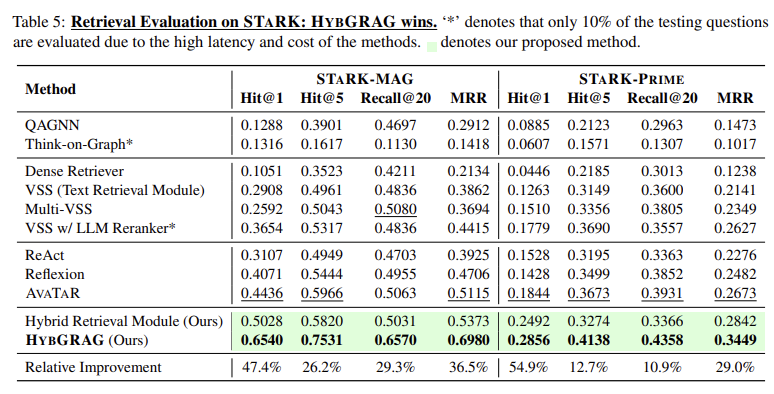 Table 5: Retrieval Evaluation on STARK: HYBGRAG wins. ‘*’ denotes that only 10% of the testing questions
are evaluated due to the high latency and cost of the methods. denotes our proposed method.
Method STARK-MAG STARK-PRIME
Hit@1 Hit@5 Recall@20 MRR Hit@1 Hit@5 Recall@20 MRR
QAGNN 0.1288 0.3901 0.4697 0.2912 0.0885 0.2123 0.2963 0.1473
Think-on-Graph* 0.1316 0.1617 0.1130 0.1418 0.0607 0.1571 0.1307 0.1017
Dense Retriever 0.1051 0.3523 0.4211 0.2134 0.0446 0.2185 0.3013 0.1238
VSS (Text Retrieval Module) 0.2908 0.4961 0.4836 0.3862 0.1263 0.3149 0.3600 0.2141
Multi-VSS 0.2592 0.5043 0.5080 0.3694 0.1510 0.3356 0.3805 0.2349
VSS w/ LLM Reranker* 0.3654 0.5317 0.4836 0.4415 0.1779 0.3690 0.3557 0.2627
ReAct 0.3107 0.4949 0.4703 0.3925 0.1528 0.3195 0.3363 0.2276
Reflexion 0.4071 0.5444 0.4955 0.4706 0.1428 0.3499 0.3852 0.2482
AVATAR 0.4436 0.5966 0.5063 0.5115 0.1844 0.3673 0.3931 0.2673
Hybrid Retrieval Module (Ours) 0.5028 0.5820 0.5031 0.5373 0.2492 0.3274 0.3366 0.2842
HYBGRAG (Ours) 0.6540 0.7531 0.6570 0.6980 0.2856 0.4138 0.4358 0.3449
Relative Improvement 47.4% 26.2% 29.3% 36.5% 54.9% 12.7% 10.9% 29.0%